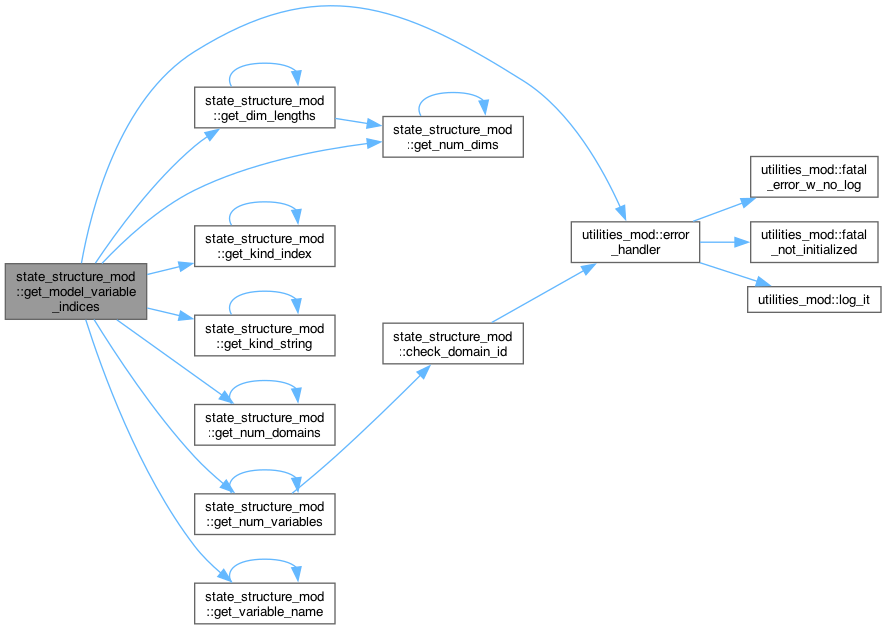 state_structure_mod
::get_model_variable
_indices
state_structure_mod
::get_dim_lengths
state_structure_mod
::get_num_dims
state_structure_mod
::get_kind_index
state_structure_mod
::get_kind_string
state_structure_mod
::get_num_domains
state_structure_mod
::get_num_variables
state_structure_mod
::get_variable_name
state_structure_mod
::check_domain_id
utilities_mod::error
_handler
utilities_mod::fatal
_error_w_no_log
utilities_mod::fatal
_not_initialized
utilities_mod::log_it